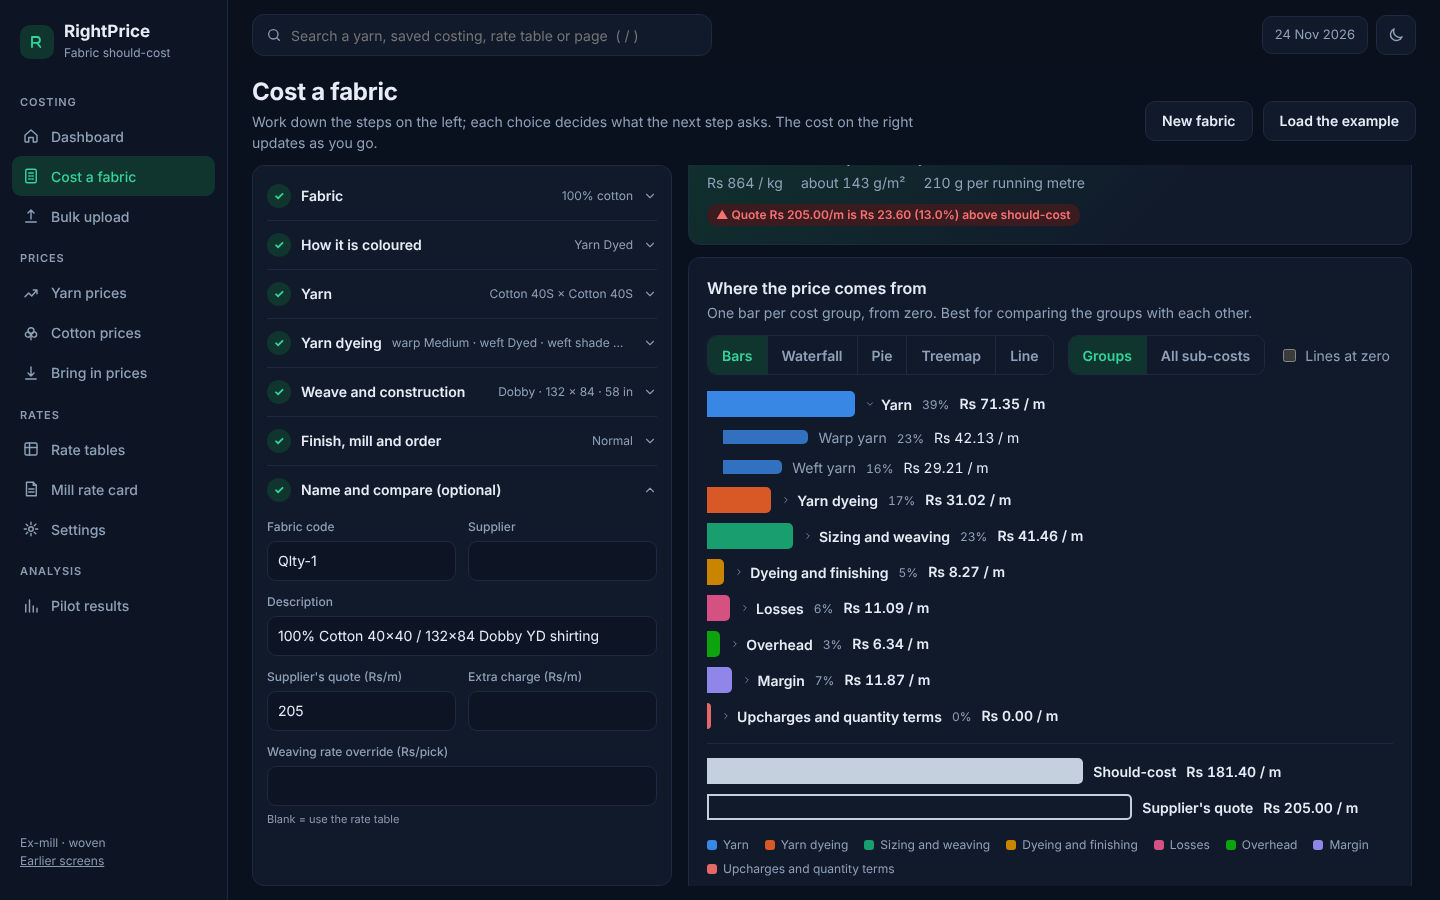 R
RightPrice
Fabric should-cost
COSTING
Dashboard
Cost a fabric
Bulk upload
PRICES
Yarn prices
Cotton prices
Bring in prices
RATES
Rate tables
Mill rate card
Settings
ANALYSIS
Pilot results
Ex-mill · woven
Earlier screens
Search a yarn, saved costing, rate table or page ( / )
24 Nov 2026
Cost a fabric
Work down the steps on the left; each choice decides what the next step asks. The cost on the right
updates as you go.
New fabric
Load the example
Fabric 100% cotton
How it is coloured Yarn Dyed
Yarn Cotton 40S × Cotton 40S
Yarn dyeing warp Medium · weft Dyed · weft shade ...
Weave and construction Dobby · 132 × 84 · 58 in
Finish, mill and order Normal
Name and compare (optional)
Fabric code Supplier
Qlty-1
Description
100% Cotton 40×40 / 132×84 Dobby YD shirting
Supplier's quote (Rs/m) Extra charge (Rs/m)
205
Weaving rate override (Rs/pick)
Blank = use the rate table
Rs 864 / kg about 143 g/m² 210 g per running metre
▲ Quote Rs 205.00/m is Rs 23.60 (13.0%) above should-cost
Where the price comes from
One bar per cost group, from zero. Best for comparing the groups with each other.
Bars Waterfall Pie Treemap Line Groups All sub-costs Lines at zero
Yarn 39% Rs 71.35 / m
Warp yarn 23% Rs 42.13 / m
Weft yarn 16% Rs 29.21 / m
Yarn dyeing 17% Rs 31.02 / m
Sizing and weaving 23% Rs 41.46 / m
Dyeing and finishing 5% Rs 8.27 / m
Losses 6% Rs 11.09 / m
Overhead 3% Rs 6.34 / m
Margin 7% Rs 11.87 / m
Upcharges and quantity terms 0% Rs 0.00 / m
Should-cost Rs 181.40 / m
Supplier's quote Rs 205.00 / m
Yarn Yarn dyeing Sizing and weaving Dyeing and finishing Losses Overhead Margin
Upcharges and quantity terms